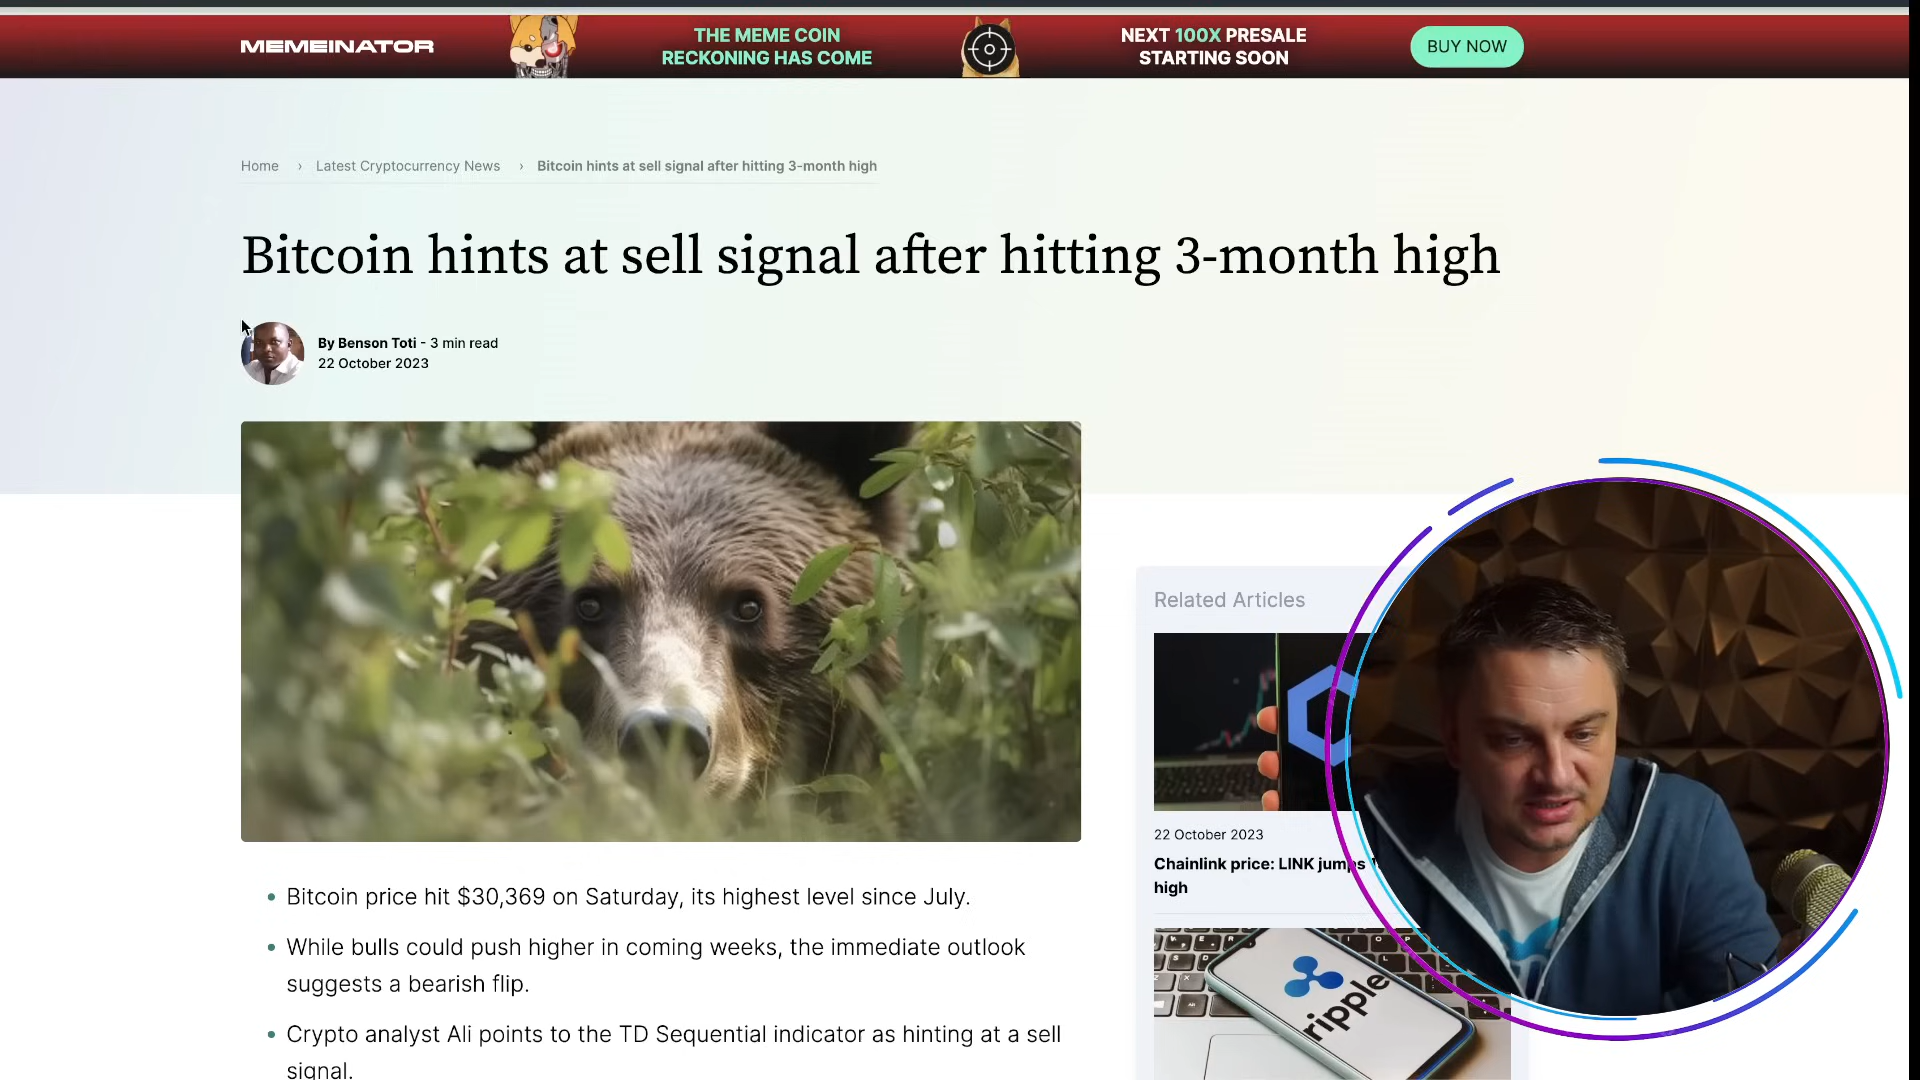 MEMEINATOR
THE MEME COIN
RECKONING HAS COME
NEXT 100X PRESALE
STARTING SOON
BUY NOW
Home › Latest Cryptocurrency News › Bitcoin hints at sell signal after hitting 3-month high
Bitcoin hints at sell signal after hitting 3-month high
By Benson Toti - 3 min read
22 October 2023
Bitcoin price hit $30,369 on Saturday, its highest level since July.
While bulls could push higher in coming weeks, the immediate outlook
suggests a bearish flip.
Crypto analyst Ali points to the TD Sequential indicator as hinting at a sell
signal.
Related Articles
22 October 2023
Chainlink price: LINK jumps
high
ripple